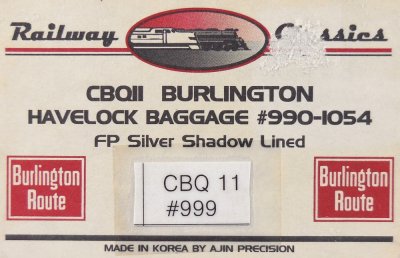 Railway Classics
CBQ11 BURLINGTON
HAVELOCK BAGGAGE #990-1054
FP Silver Shadow Lined
Burlington
Route
CBQ 11
#999
Burlington
Route
MADE IN KOREA BY AJIN PRECISION